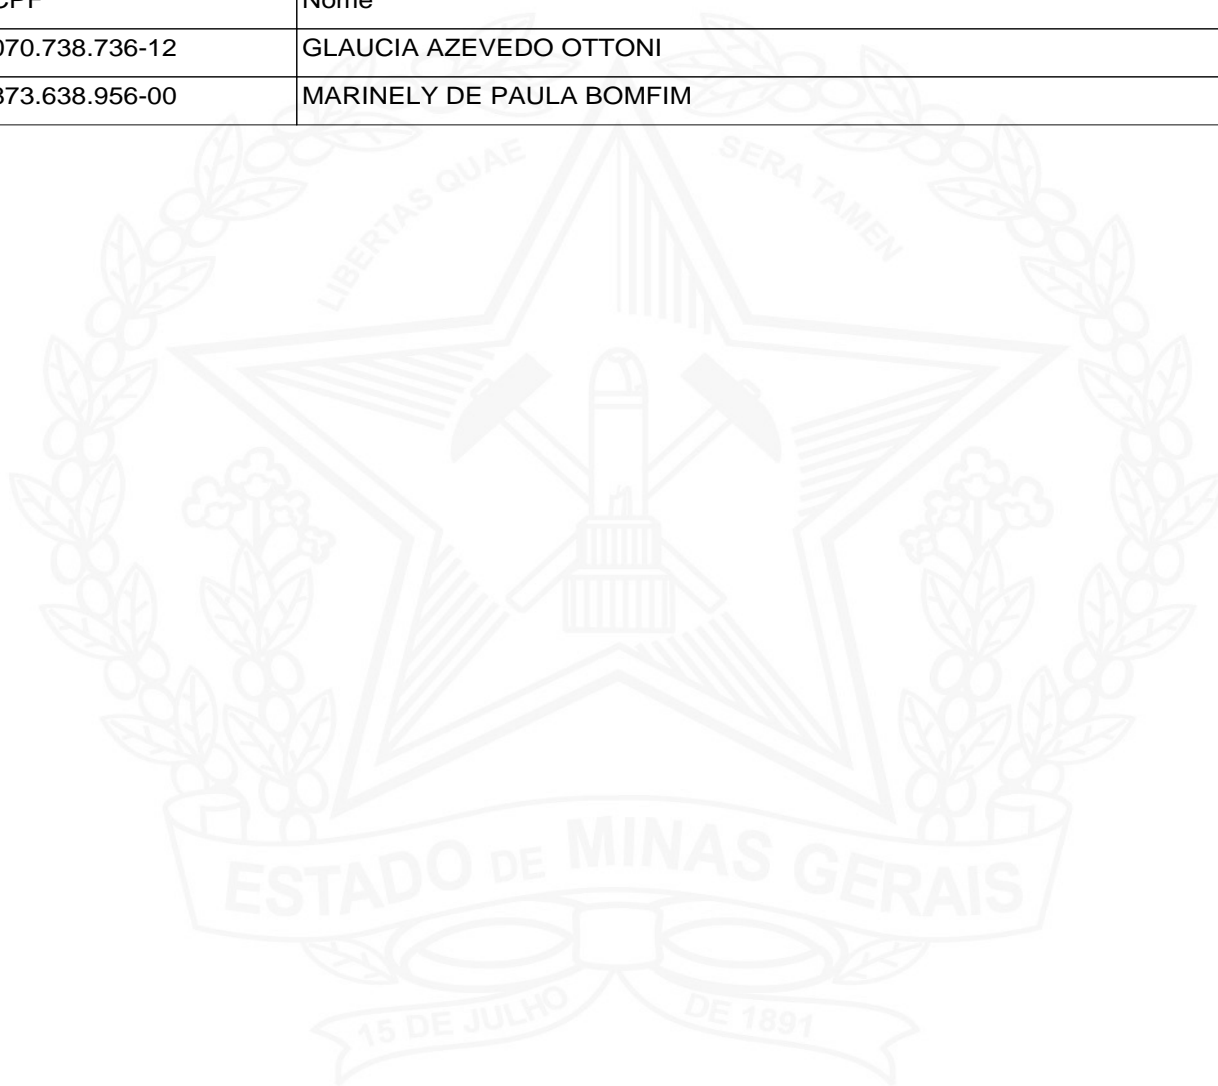 CPF Nome
070.738.736-12 GLAUCIA AZEVEDO OTTONI
873.638.956-00 MARINELY DE PAULA BOMFIM
LIBERTAS QUAE SERA TAMEN
ESTADO DE MINAS GERAIS
15 DE JULHO DE 1891